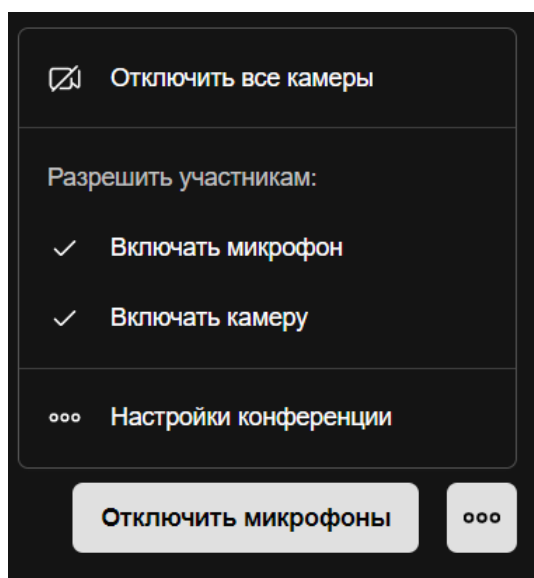 Отключить все камеры
Разрешить участникам:
Включать микрофон
Включать камеру
Настройки конференции
Отключить микрофоны